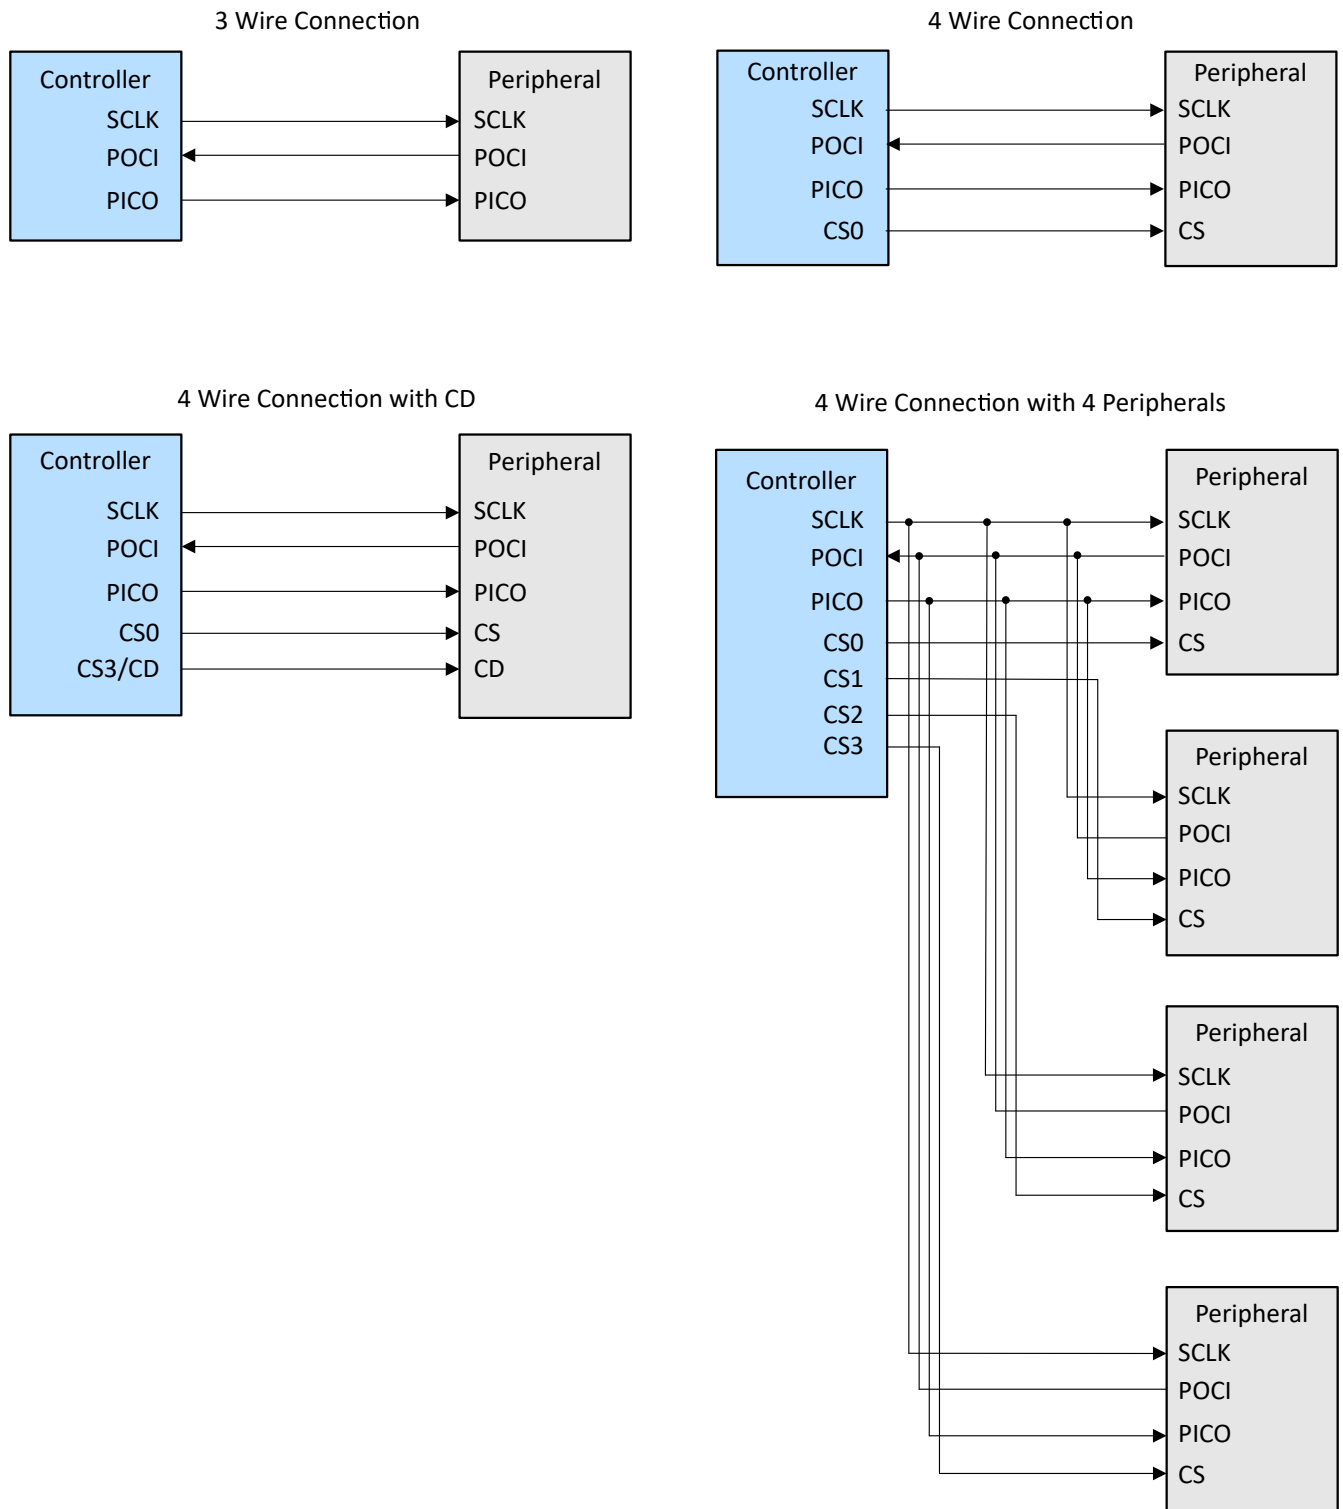 3 Wire Connection
Controller
SCLK
POCI
PICO
Peripheral
SCLK
POCI
PICO
4 Wire Connection
Controller
SCLK
POCI
PICO
CS0
Peripheral
SCLK
POCI
PICO
CS
4 Wire Connection with CD
Controller
SCLK
POCI
PICO
CS0
CS3/CD
Peripheral
SCLK
POCI
PICO
CS
CD
4 Wire Connection with 4 Peripherals
Controller
SCLK
POCI
PICO
CS0
CS1
CS2
CS3
Peripheral
SCLK
POCI
PICO
CS
Peripheral
SCLK
POCI
PICO
CS
Peripheral
SCLK
POCI
PICO
CS
Peripheral
SCLK
POCI
PICO
CS